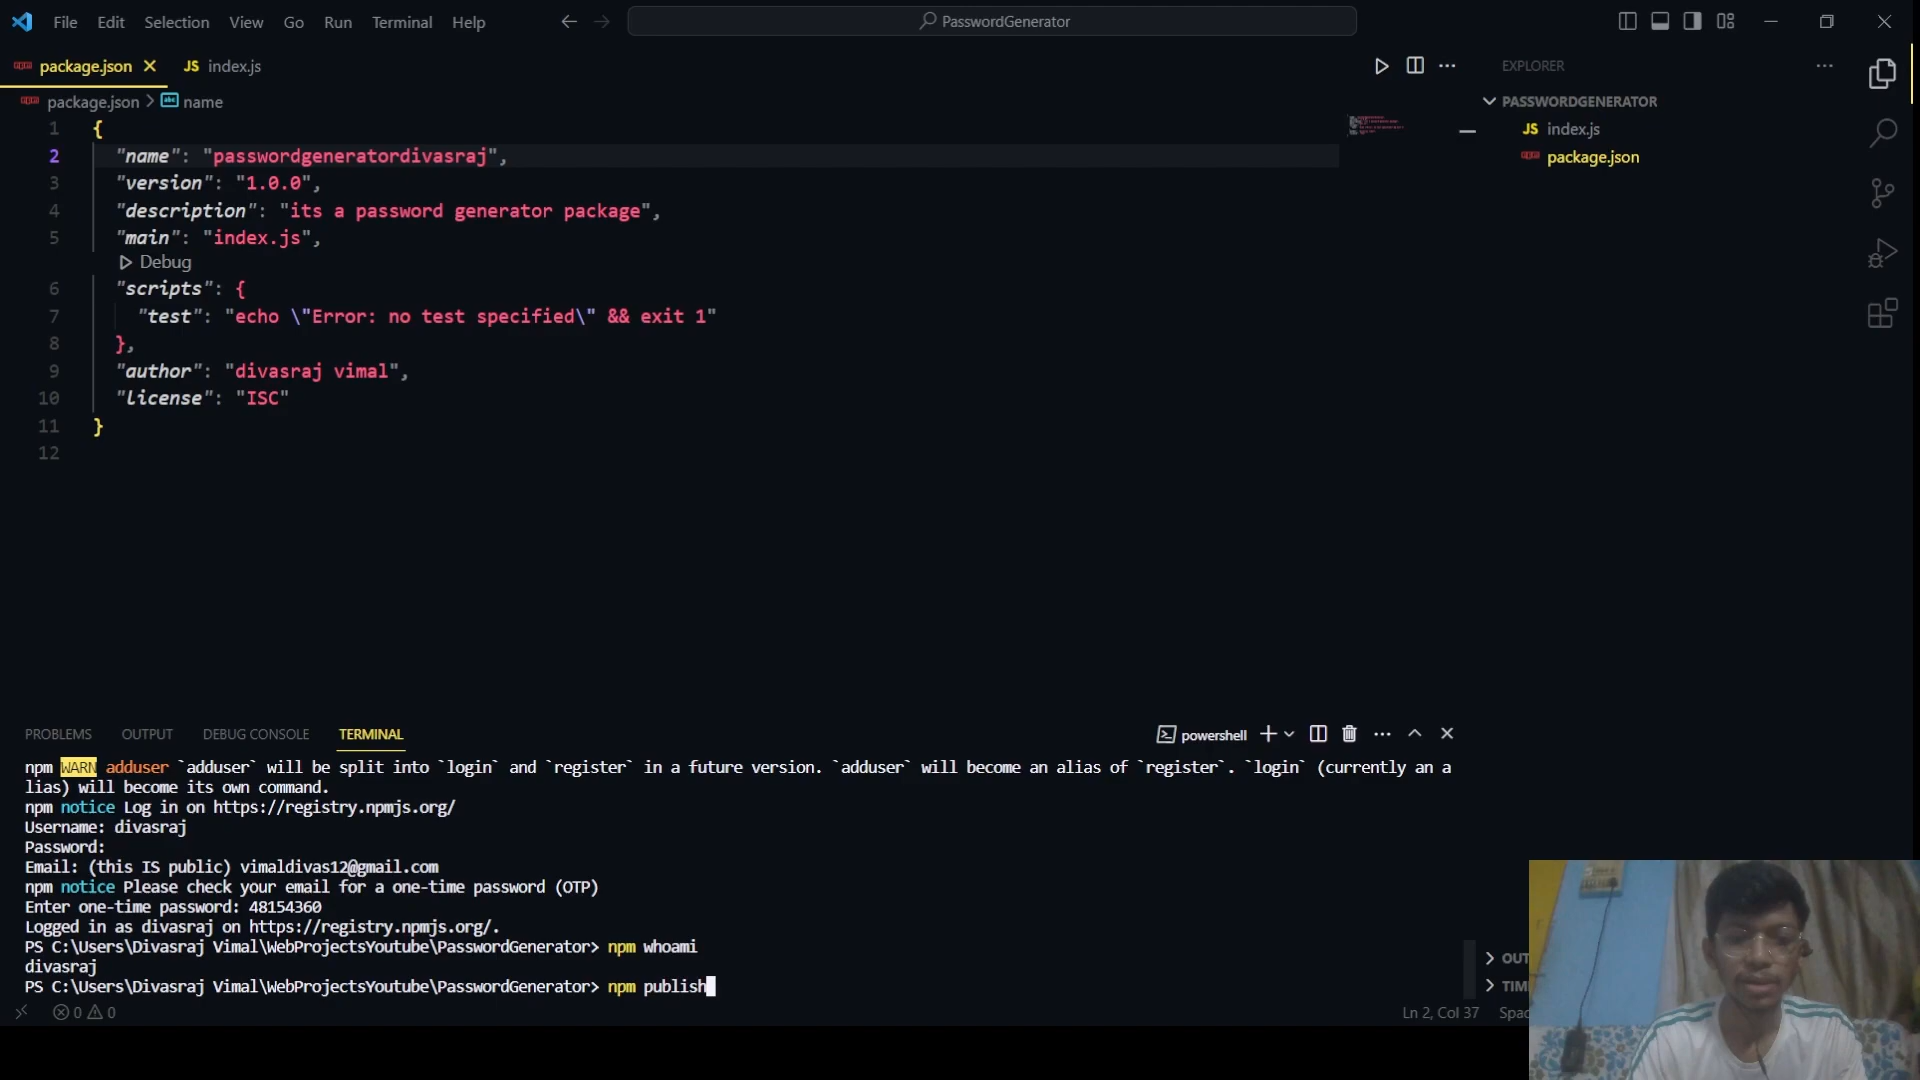 File Edit Selection View Go Run Terminal Help PasswordGenerator
package.json JS index.js EXPLORER
package.json > name PASSWORDGENERATOR
1 { JS index.js
2 "name": "passwordgeneratordivasraj", package.json
3 "version": "1.0.0",
4 "description": "its a password generator package",
5 "main": "index.js",
Debug
6 "scripts": {
7 "test": "echo \"Error: no test specified\" && exit 1"
8 },
9 "author": "divasraj vimal",
10 "license": "ISC"
11 }
12
PROBLEMS OUTPUT DEBUG CONSOLE TERMINAL powershell
npm WARN adduser `adduser` will be split into `login` and `register` in a future version. `adduser` will become an alias of `register`. `login` (currently an a
lias) will become its own command.
npm notice Log in on https://registry.npmjs.org/
Username: divasraj
Password:
Email: (this IS public) vimaldivas12@gmail.com
npm notice Please check your email for a one-time password (OTP)
Enter one-time password: 48154360
Logged in as divasraj on https://registry.npmjs.org/.
PS C:\Users\Divasraj Vimal\WebProjectsYoutube\PasswordGenerator> npm whoami
divasraj OUT
PS C:\Users\Divasraj Vimal\WebProjectsYoutube\PasswordGenerator> npm publish TIM
0 0 Ln 2, Col 37 Spac